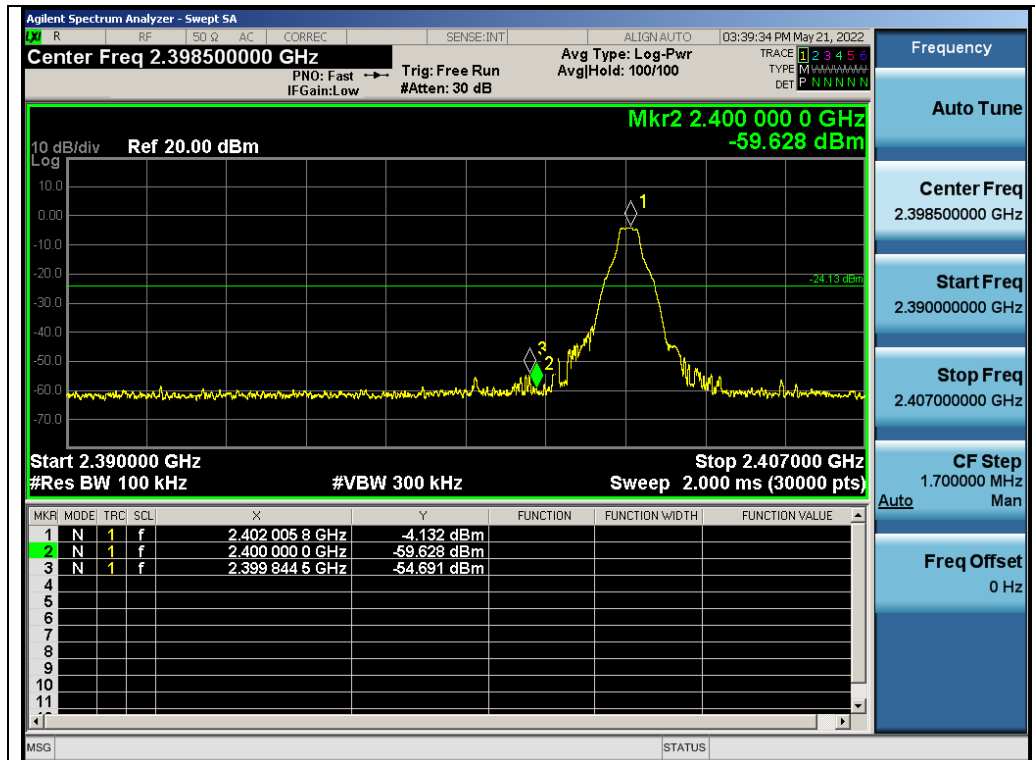 Agilent Spectrum Analyzer - Swept SA
LXI R RF 50 Ω AC CORREC SENSE:INT ALIGN AUTO 03:39:34 PM May 21, 2022
Center Freq 2.398500000 GHz
PNO: Fast
IFGain:Low
Trig: Free Run
#Atten: 30 dB
Avg Type: Log-Pwr
Avg|Hold: 100/100
TRACE 1 2 3 4 5 6
TYPE M
DET P N N N N N
Mkr2 2.400 000 0 GHz
-59.628 dBm
10 dB/div Ref 20.00 dBm
Log
10.0
0.00
-10.0
-20.0
-30.0
-40.0
-50.0
-60.0
-70.0
1
-24.13 dBm
3
2
Start 2.390000 GHz Stop 2.407000 GHz
#Res BW 100 kHz #VBW 300 kHz Sweep 2.000 ms (30000 pts)
MKR MODE TRC SCL X Y FUNCTION FUNCTION WIDTH FUNCTION VALUE
1 N 1 f 2.402 005 8 GHz -4.132 dBm
2 N 1 f 2.400 000 0 GHz -59.628 dBm
3 N 1 f 2.399 844 5 GHz -54.691 dBm
4
5
6
7
8
9
10
11
MSG STATUS
Frequency
Auto Tune
Center Freq
2.398500000 GHz
Start Freq
2.390000000 GHz
Stop Freq
2.407000000 GHz
CF Step
1.700000 MHz
Auto Man
Freq Offset
0 Hz